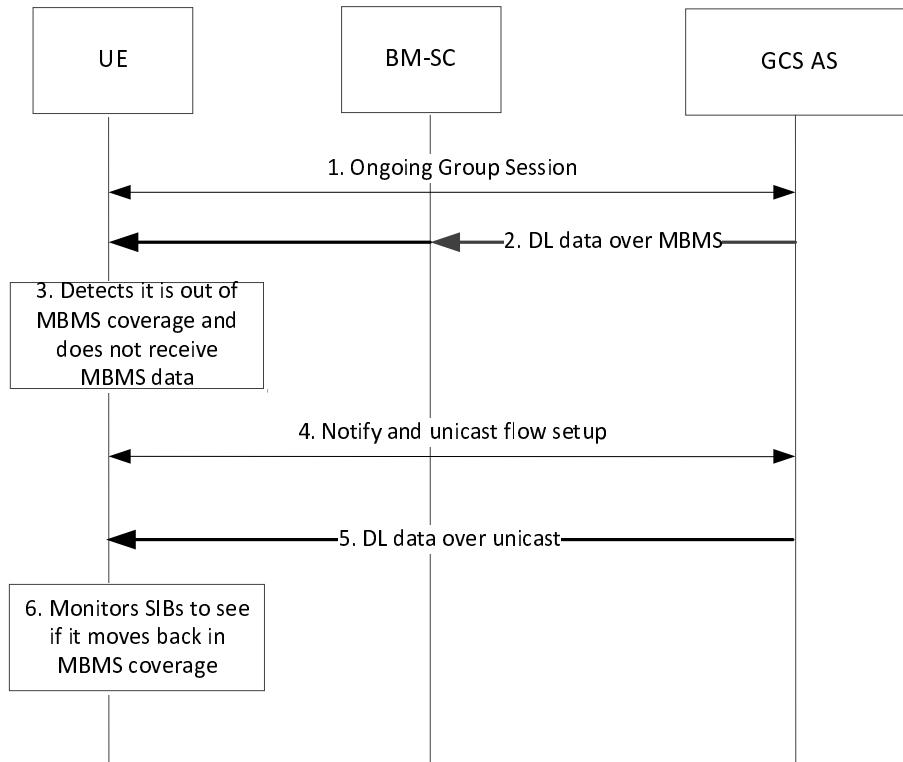 UE
BM-SC
GCS AS
1. Ongoing Group Session
2. DL data over MBMS
3. Detects it is out of
MBMS coverage and
does not receive
MBMS data
4. Notify and unicast flow setup
5. DL data over unicast
6. Monitors SIBs to see
if it moves back in
MBMS coverage